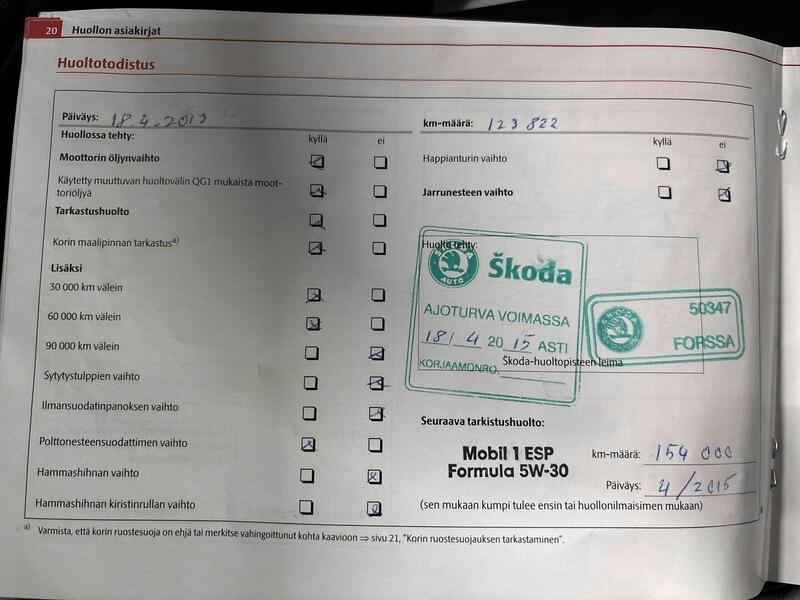 20 Huollon asiakirjat
Huoltotodistus
Päiväys: 18.4.2013
km-määrä: 123 822
Huollossa tehty: kyllä ei
kyllä ei
Moottorin öljynvaihto
Käytetty muuttuvan huoltovälin QG1 mukaista moot-
toriöljyä
Tarkastushuolto
Korin maalipinnan tarkastus a)
Lisäksi
30 000 km välein
60 000 km välein
90 000 km välein
Sytytystulppien vaihto
Ilmansuodatinpanoksen vaihto
Polttonesteensuodattimen vaihto
Hammashihnan vaihto
Hammashihnan kiristinrullan vaihto
Happianturin vaihto
Jarrunesteen vaihto
Huolto tehty:
SKODA
AUTO
Škoda
AJOTURVA VOIMASSA
18/ 4 20 15 ASTI
KORJAAMONRO.
50347
FORSSA
Škoda-huoltopisteen leima
Seuraava tarkistushuolto:
Mobil 1 ESP
Formula 5W-30
km-määrä: 154 000
Päiväys: 4/2015
(sen mukaan kumpi tulee ensin tai huollonilmaisimen mukaan)
a) Varmista, että korin ruostesuoja on ehjä tai merkitse vahingoittunut kohta kaavioon ⇒ sivu 21, "Korin ruostesuojauksen tarkastaminen".